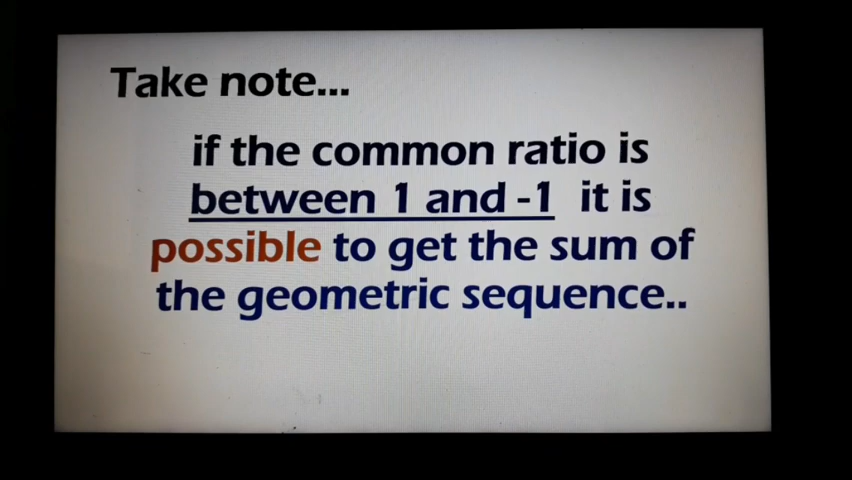 Take note...
if the common ratio is
between 1 and -1 it is
possible to get the sum of
the geometric sequence..